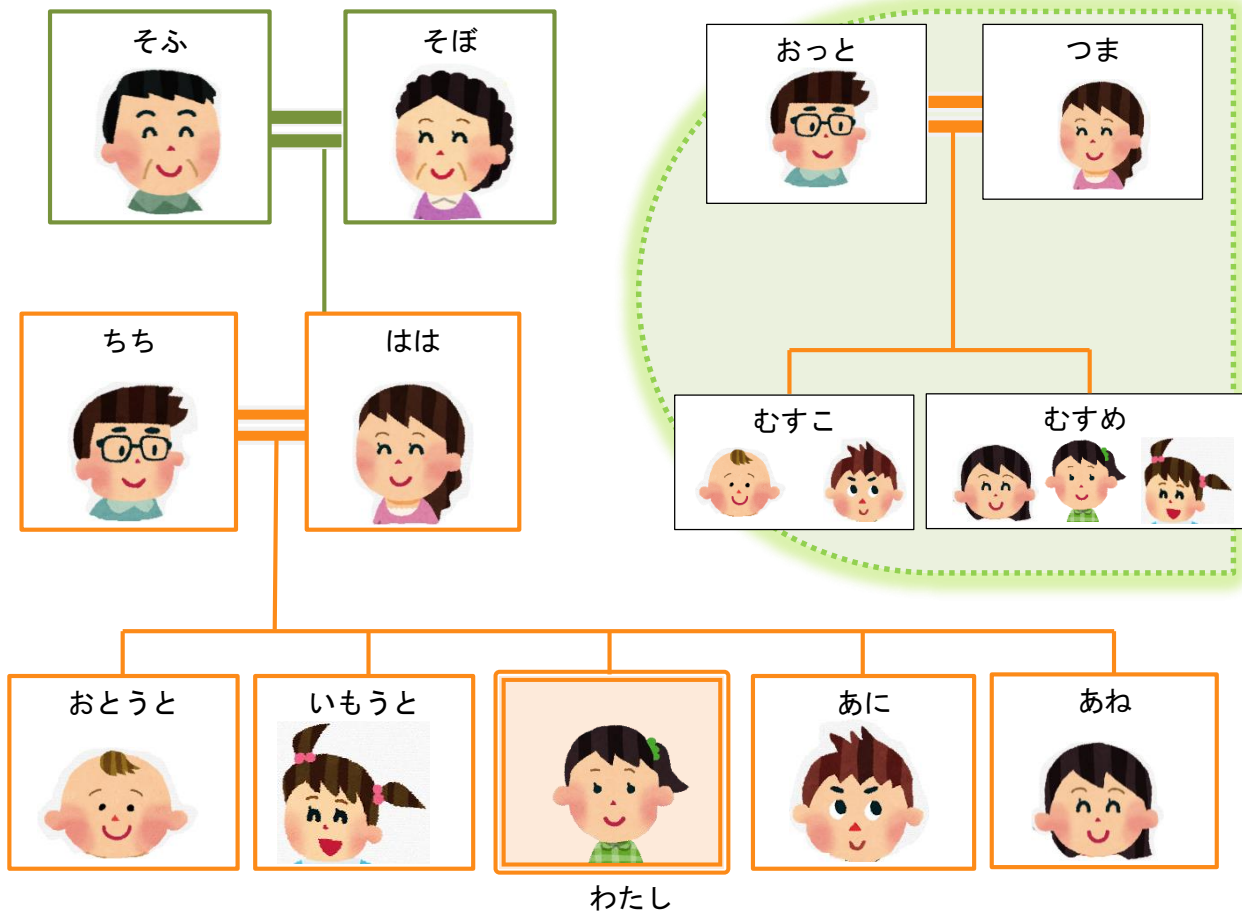 そふ
そぼ
おっと
つま
ちち
はは
むすこ
むすめ
おとうと
いもうと
わたし
あに
あね